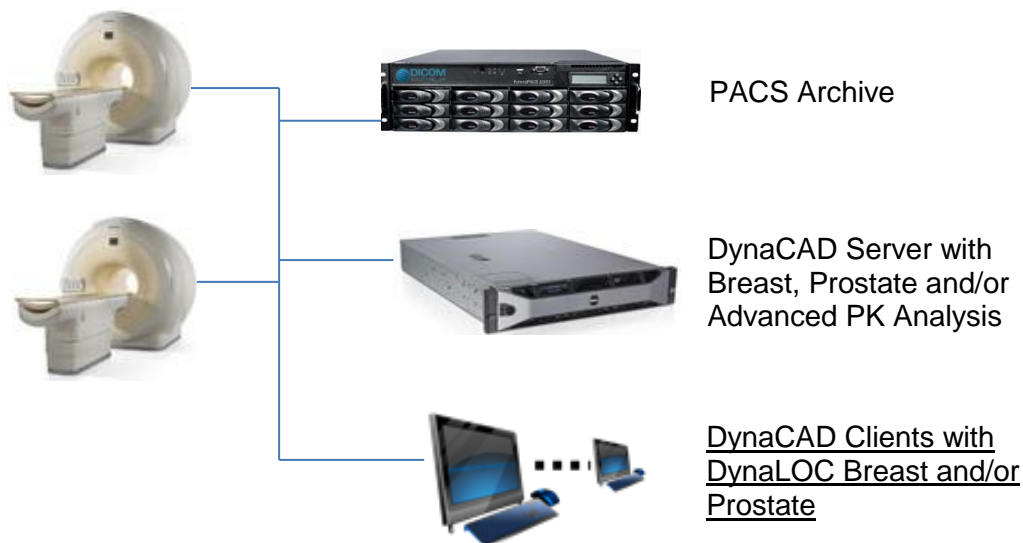 DICOM
PACS Archive
DynaCAD Server with
Breast, Prostate and/or
Advanced PK Analysis
DynaCAD Clients with
DynaLOC Breast and/or
Prostate